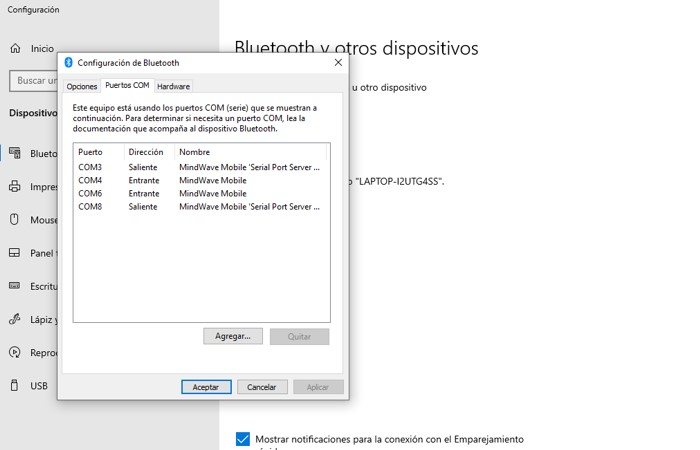 Configuración
Inicio
Buscar un
Dispositivo
Blueto
Impres
Mouse
Panel t
Escritu
Lápiz y
Reprod
USB
Bluetooth y otros dispositivos
u otro dispositivo
"LAPTOP-I2UTG4SS".
Mostrar notificaciones para la conexión con el Emparejamiento
Configuración de Bluetooth
Opciones Puertos COM Hardware
Este equipo está usando los puertos COM (serie) que se muestran a
continuación. Para determinar si necesita un puerto COM, lea la
documentación que acompaña al dispositivo Bluetooth.
Puerto Dirección Nombre
COM3 Saliente MindWave Mobile 'Serial Port Server ...
COM4 Entrante MindWave Mobile
COM6 Entrante MindWave Mobile
COM8 Saliente MindWave Mobile 'Serial Port Server ...
Agregar... Quitar
Aceptar Cancelar Aplicar